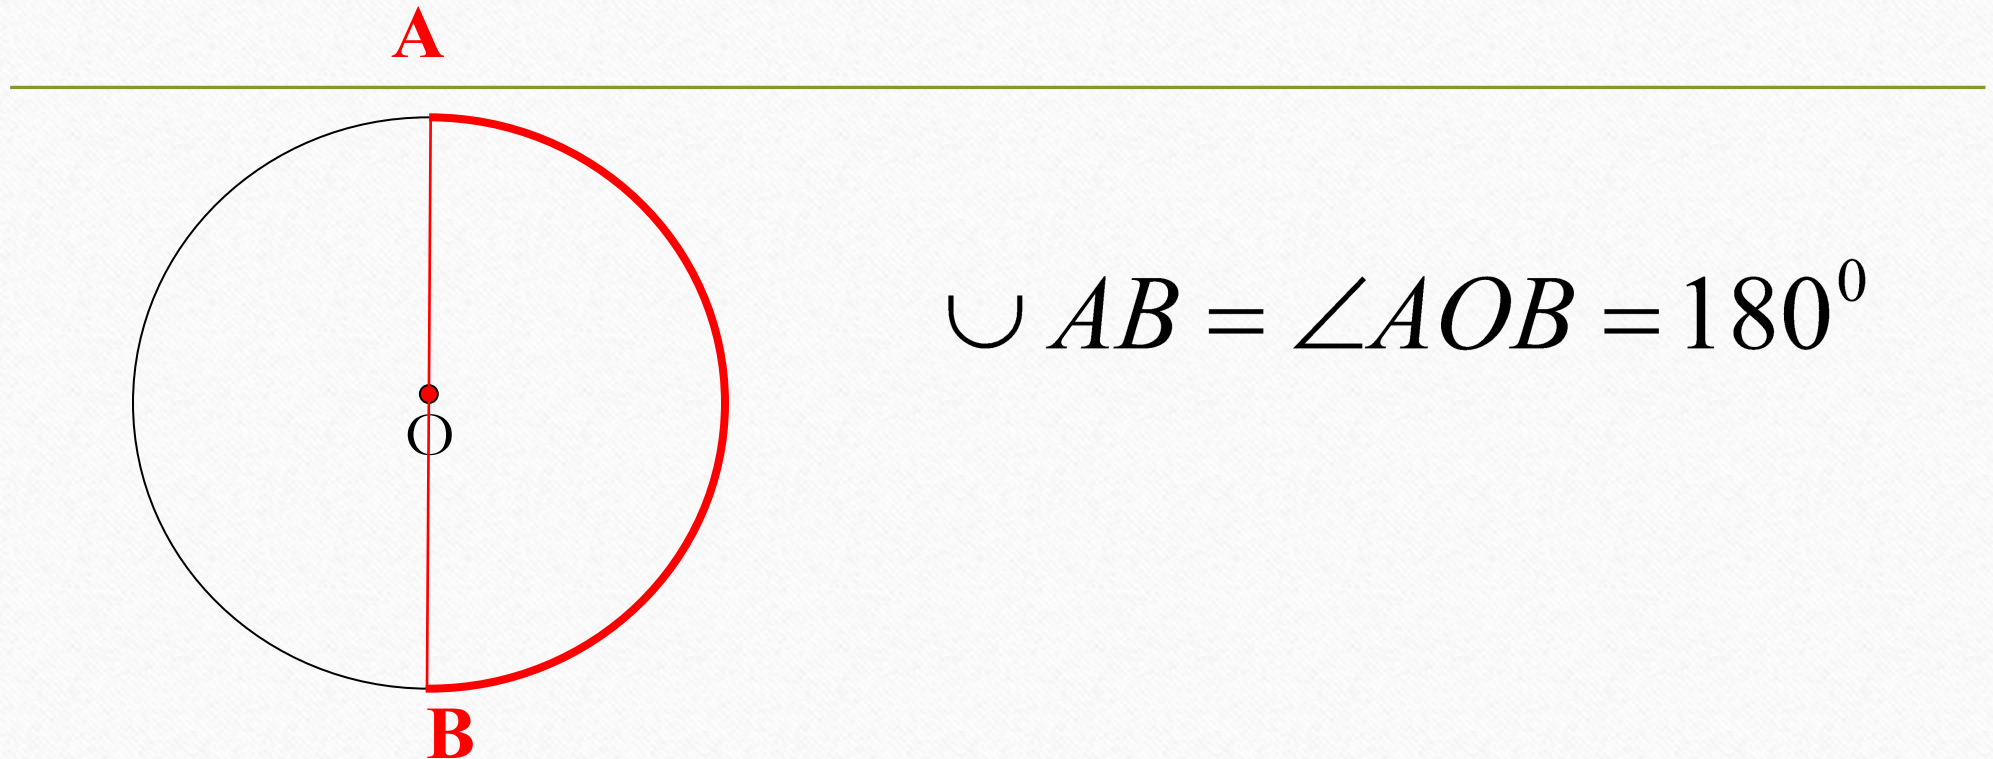 A
∪ AB = ∠AOB = 180⁰
O
B